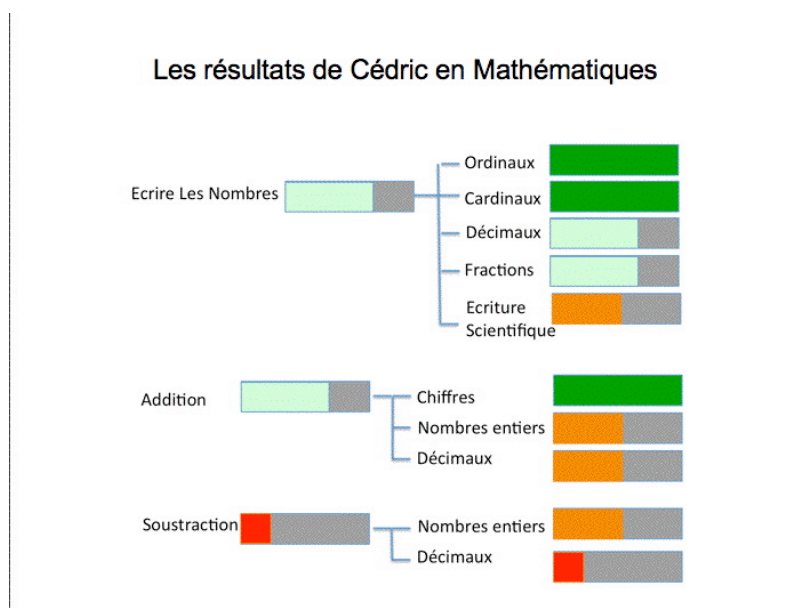 Les résultats de Cédric en Mathématiques
Ecrire Les Nombres
Ordinaux
Cardinaux
Décimaux
Fractions
Ecriture
Scientifique
Addition
Chiffres
Nombres entiers
Décimaux
Soustraction
Nombres entiers
Décimaux